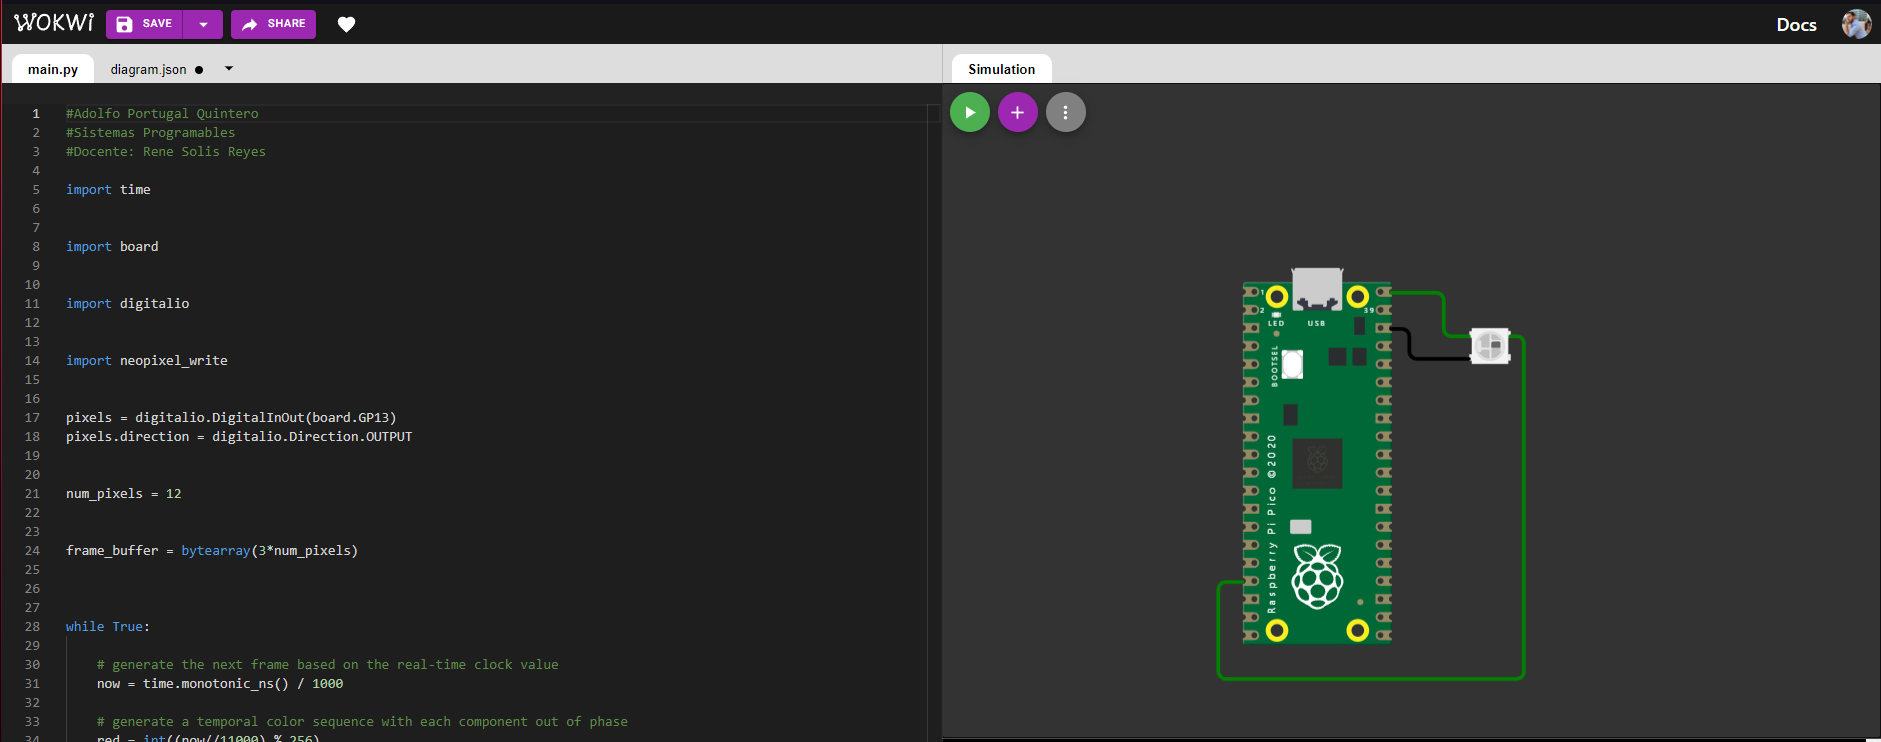 WOKWI SAVE SHARE Docs
main.py diagram.json Simulation
1 #Adolfo Portugal Quintero
2 #Sistemas Programables
3 #Docente: Rene Solis Reyes
4
5 import time
6
7
8 import board
9
10
11 import digitalio
12
13
14 import neopixel_write
15
16
17 pixels = digitalio.DigitalInOut(board.GP13)
18 pixels.direction = digitalio.Direction.OUTPUT
19
20
21 num_pixels = 12
22
23
24 frame_buffer = bytearray(3*num_pixels)
25
26
27
28 while True:
29
30 # generate the next frame based on the real-time clock value
31 now = time.monotonic_ns() / 1000
32
33 # generate a temporal color sequence with each component out of phase
34 red = int((now//11000) % 256)
1
2
39
LED USB
BOOTSEL
Raspberry Pi Pico ©2020